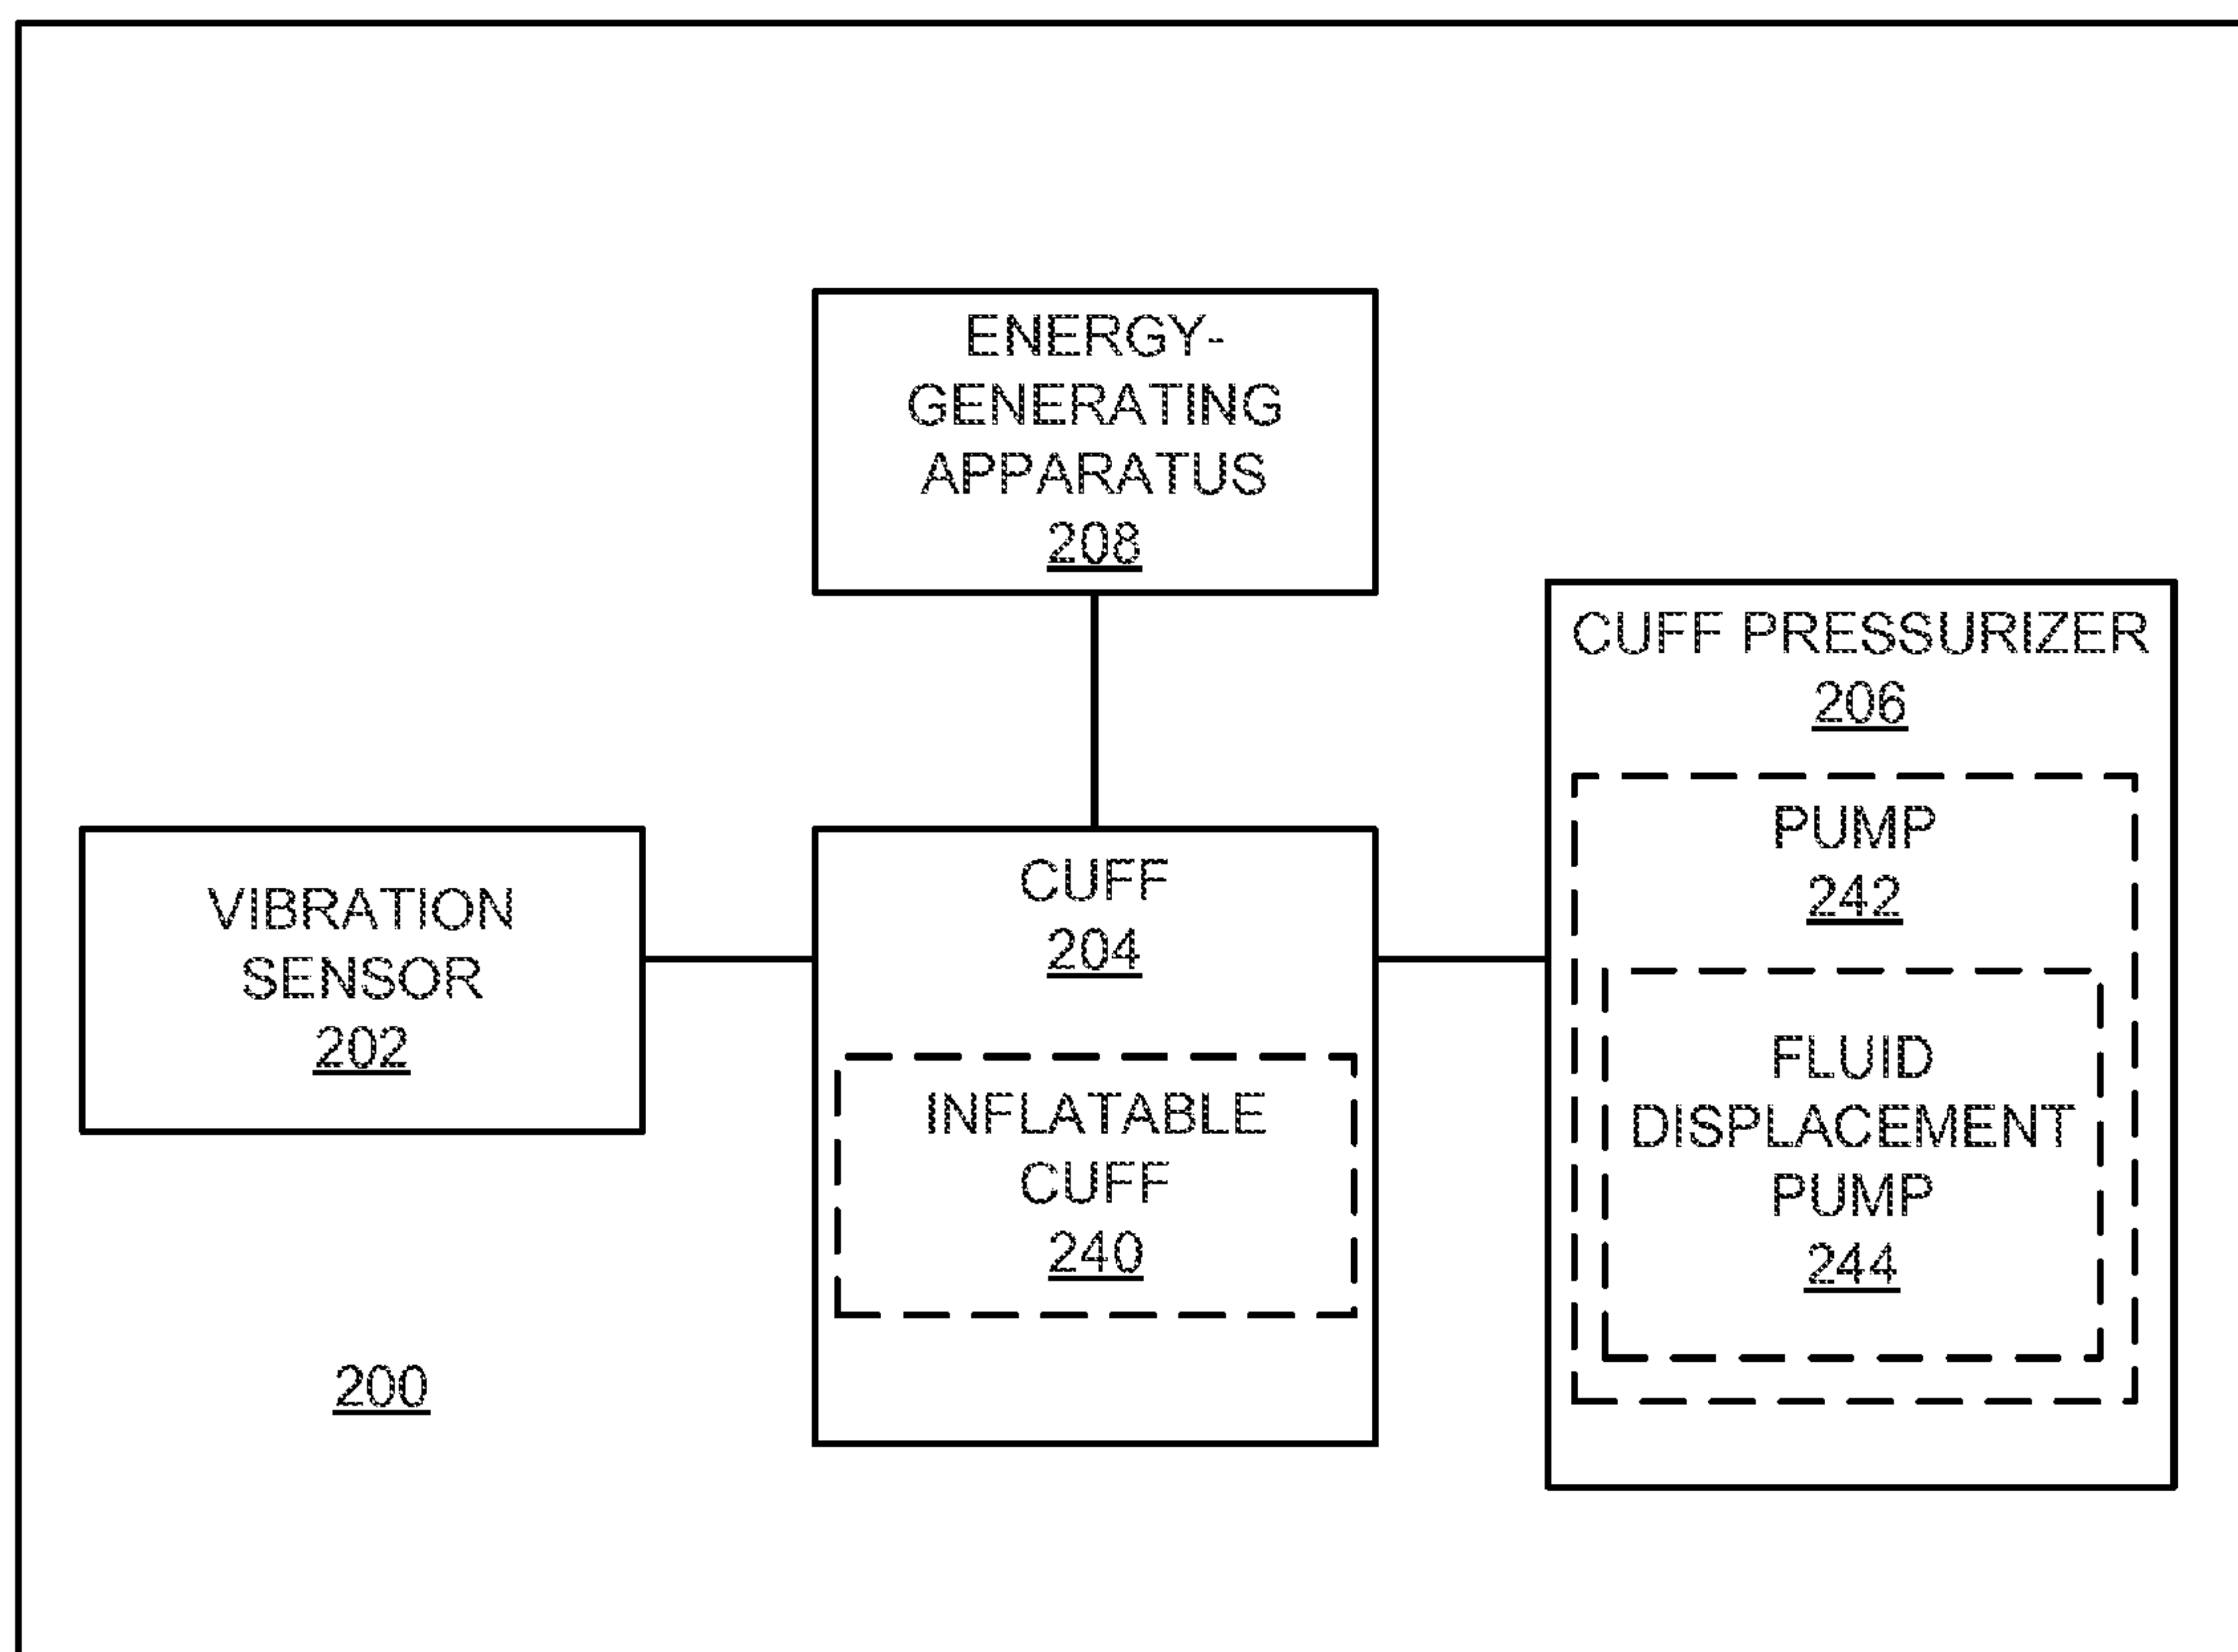 ENERGY-
GENERATING
APPARATUS
208
CUFF PRESSURIZER
206
PUMP
242
FLUID
DISPLACEMENT
PUMP
244
VIBRATION
SENSOR
202
CUFF
204
INFLATABLE
CUFF
240
200